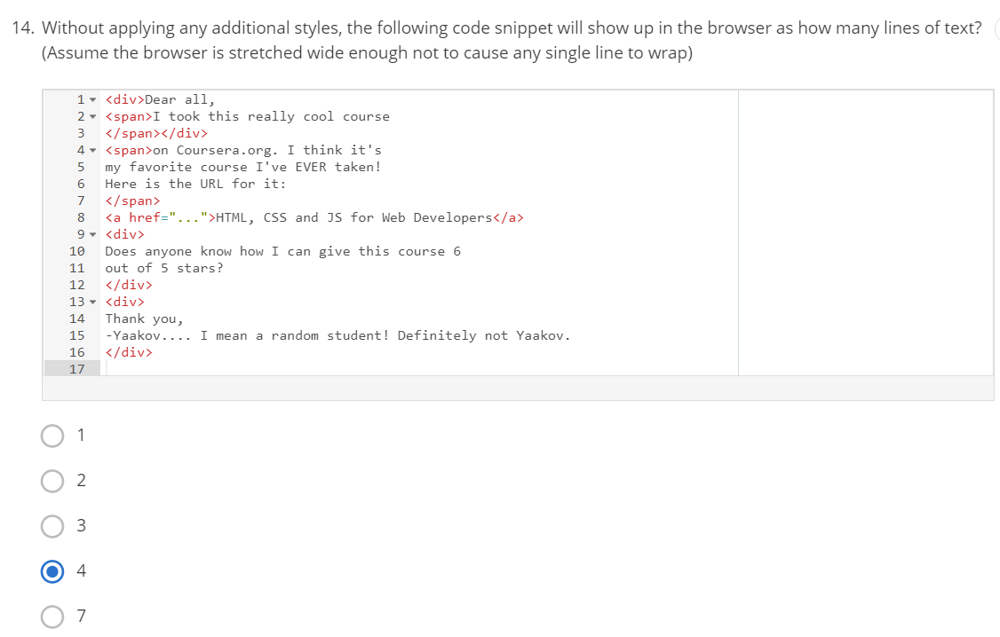 14. Without applying any additional styles, the following code snippet will show up in the browser as how many lines of text?
(Assume the browser is stretched wide enough not to cause any single line to wrap)
1 <div>Dear all,
2 <span>I took this really cool course
3 </span></div>
4 <span>on Coursera.org. I think it's
5 my favorite course I've EVER taken!
6 Here is the URL for it:
7 </span>
8 <a href="...">HTML, CSS and JS for Web Developers</a>
9 <div>
10 Does anyone know how I can give this course 6
11 out of 5 stars?
12 </div>
13 <div>
14 Thank you,
15 -Yaakov.... I mean a random student! Definitely not Yaakov.
16 </div>
17
1
2
3
4
7